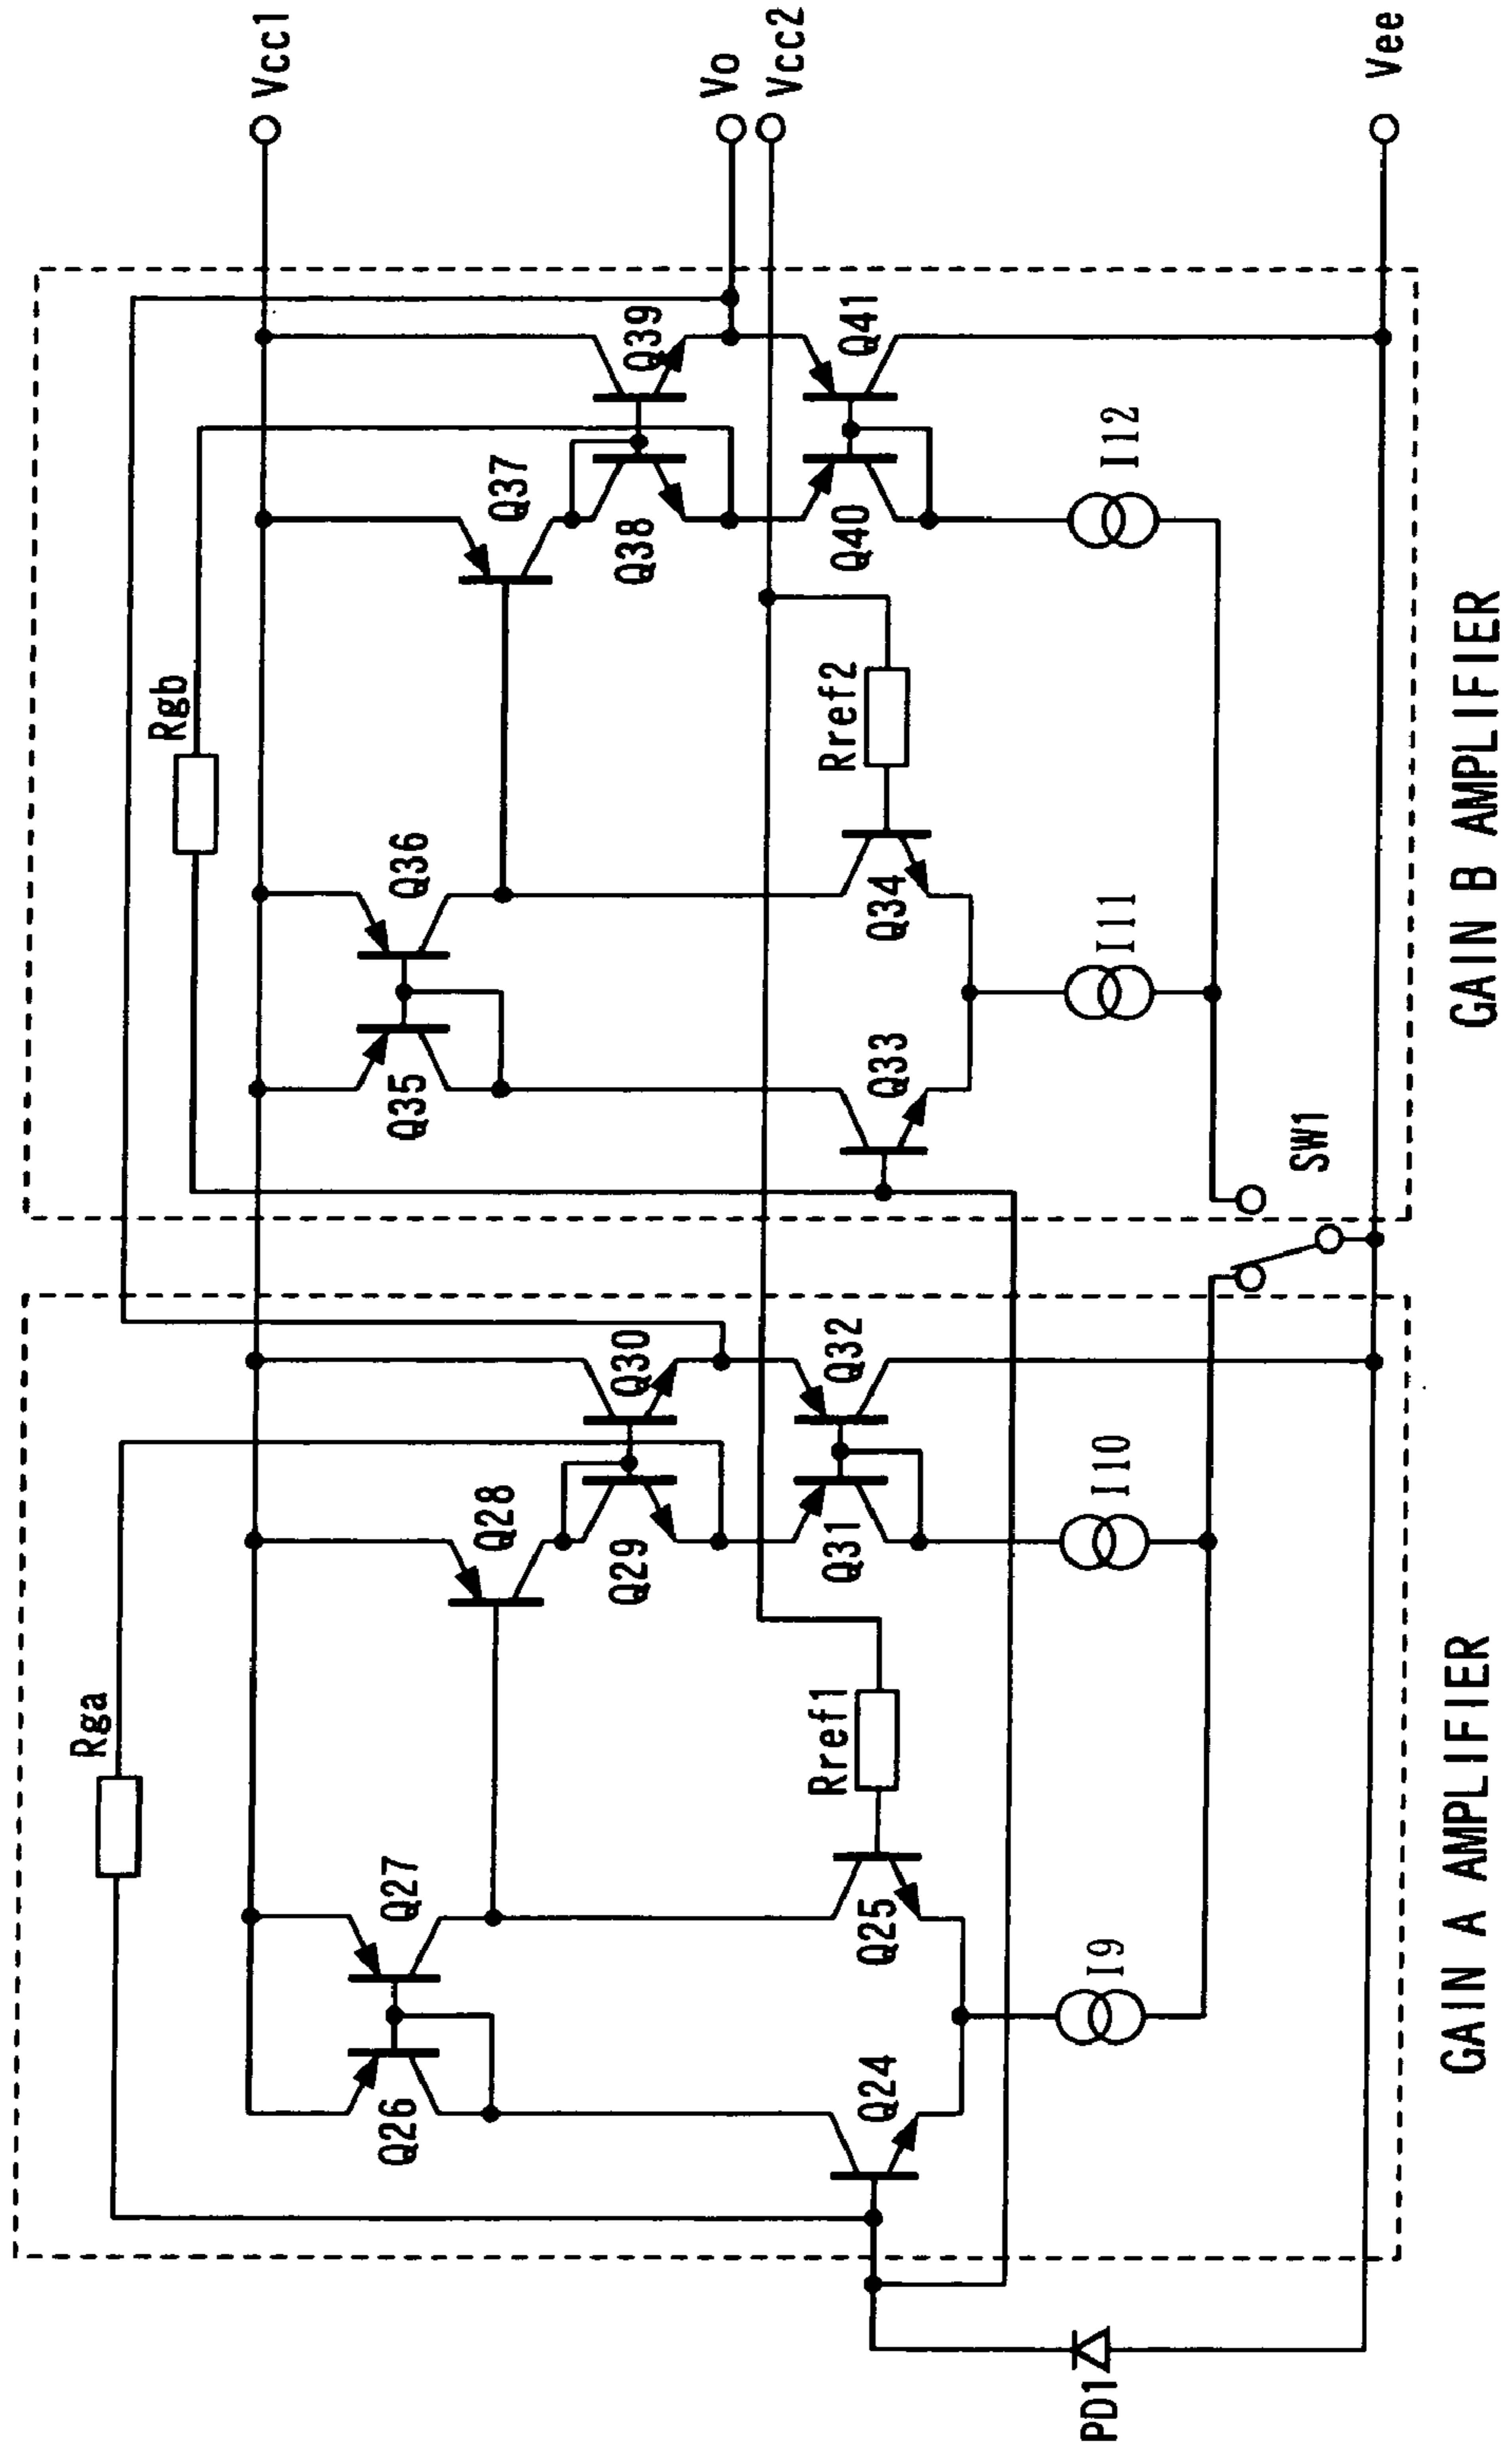 Vcc1
Vo
Vcc2
Vee
Rga
Rgb
Q26
Q27
Q28
Q29
Q30
Q35
Q36
Q37
Q38
Q39
Q24
Q25
Rref1
Q31
Q32
Q33
Q34
Rref2
Q40
Q41
PD1
I9
I10
SW1
I11
I12
GAIN A AMPLIFIER
GAIN B AMPLIFIER